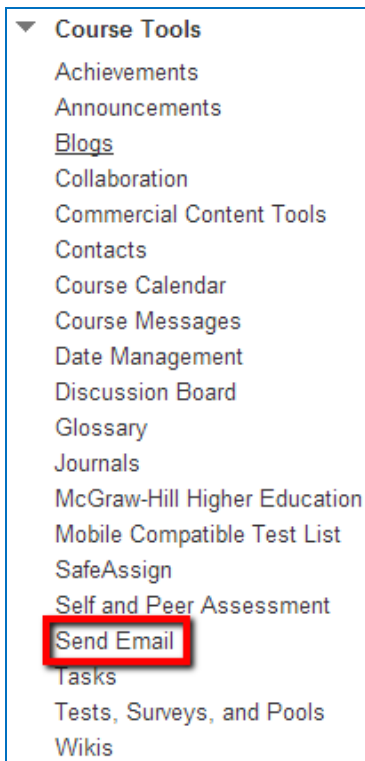 Course Tools
Achievements
Announcements
Blogs
Collaboration
Commercial Content Tools
Contacts
Course Calendar
Course Messages
Date Management
Discussion Board
Glossary
Journals
McGraw-Hill Higher Education
Mobile Compatible Test List
SafeAssign
Self and Peer Assessment
Send Email
Tasks
Tests, Surveys, and Pools
Wikis